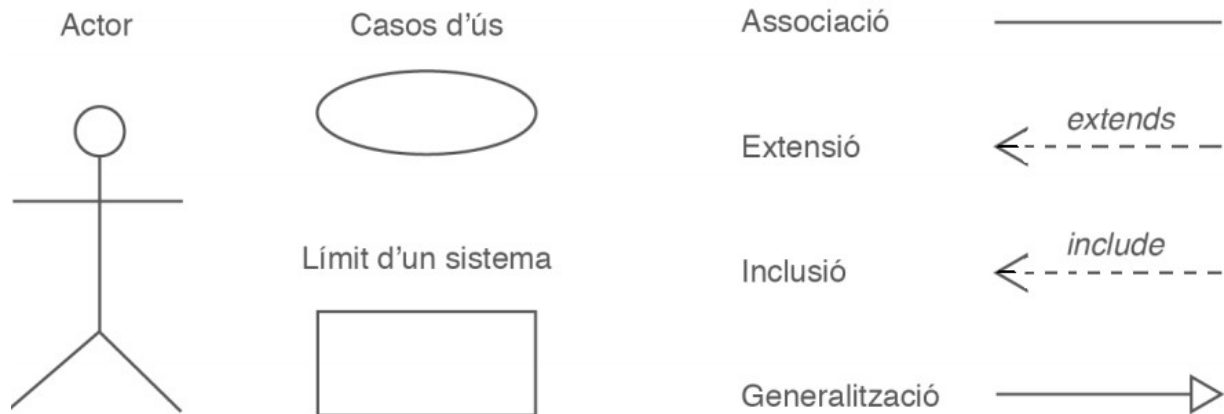 Actor
Casos d'ús
Límit d'un sistema
Associació
Extensió
extends
Inclusió
include
Generalització